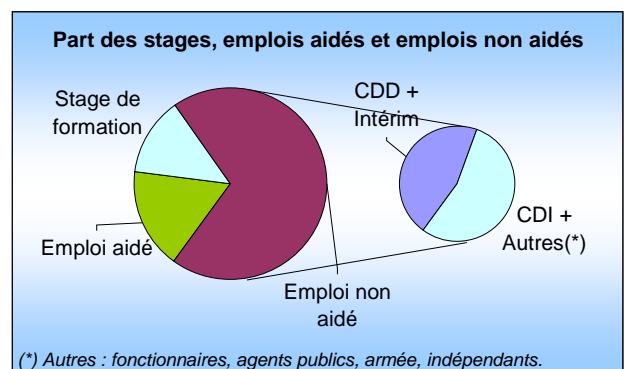 Part des stages, emplois aidés et emplois non aidés
Stage de
formation
CDD +
Intérim
Emploi aidé
CDI +
Autres(*)
Emploi non
aidé
(*) Autres : fonctionnaires, agents publics, armée, indépendants.